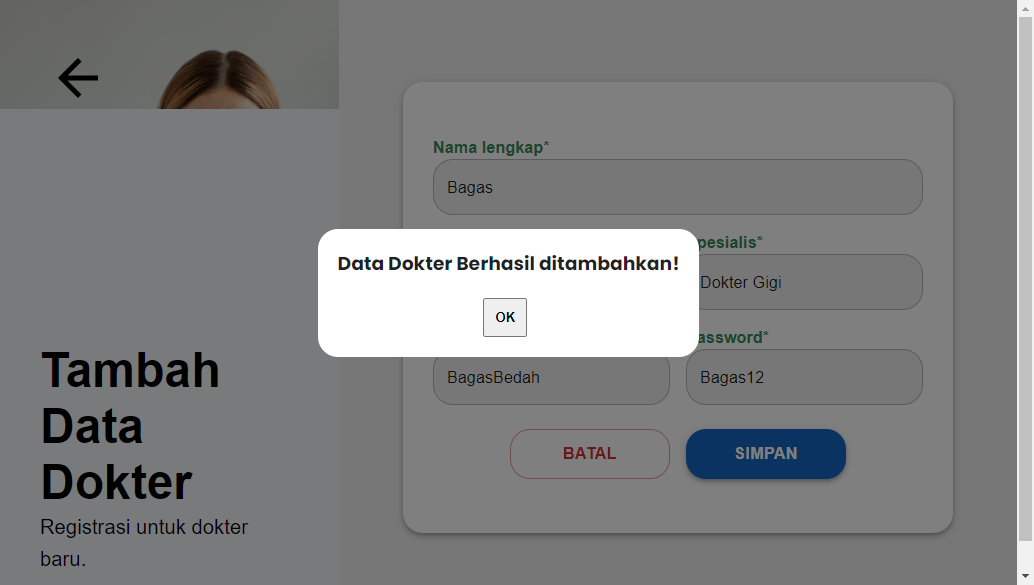 Tambah
Data
Dokter
Registrasi untuk dokter
baru.
Nama lengkap*
Bagas
pesialis*
Dokter Gigi
assword*
BagasBedah
Bagas12
BATAL
SIMPAN
Data Dokter Berhasil ditambahkan!
OK